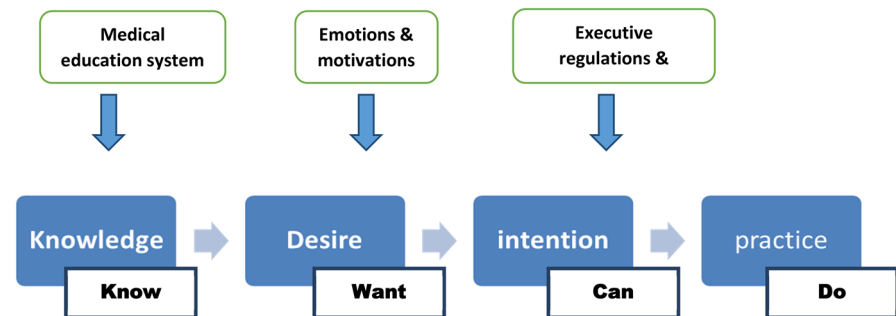 Medical
education system
Emotions &
motivations
Executive
regulations &
Knowledge
Desire
intention
practice
Know
Want
Can
Do